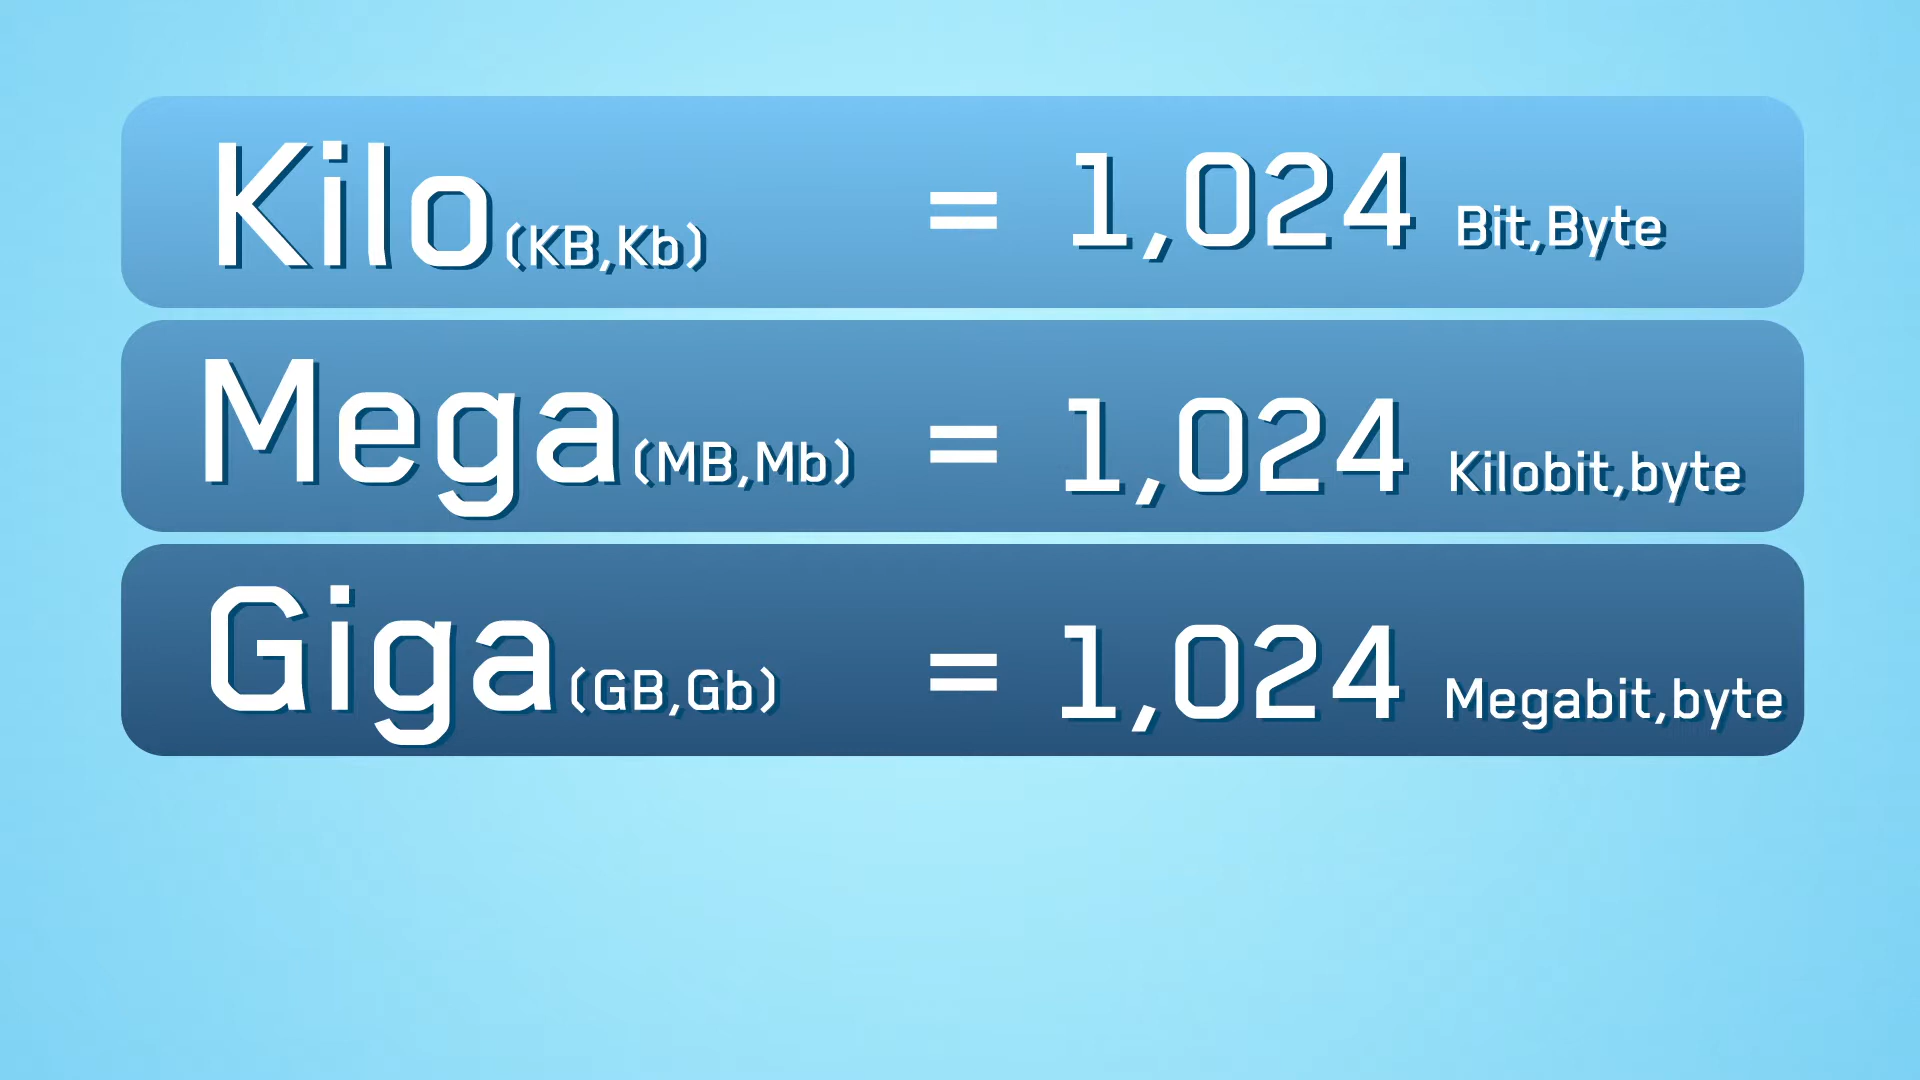 Kilo(KB,Kb) = 1,024 Bit,Byte
Mega(MB,Mb) = 1,024 Kilobit,byte
Giga(GB,Gb) = 1,024 Megabit,byte